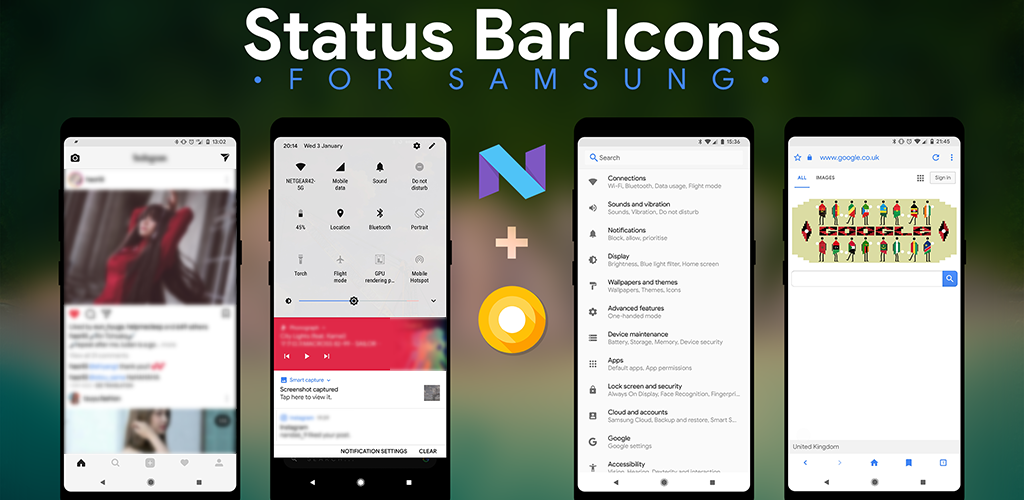 Status Bar Icons
• FOR SAMSUNG •
13:02
20:14 Wed 3 January
NETGEAR42-5G
Mobile data
Sound
Do not disturb
45%
Location
Bluetooth
Portrait
Torch
Flight mode
GPU rendering p...
Mobile Hotspot
Smart capture
Screenshot captured
Tap here to view it.
NOTIFICATION SETTINGS CLEAR
15:36
Search
Connections
Wi-Fi, Bluetooth, Data usage, Flight mode
Sounds and vibration
Sounds, Vibration, Do not disturb
Notifications
Block, allow, prioritise
Display
Brightness, Blue light filter, Home screen
Wallpapers and themes
Wallpapers, Themes, Icons
Advanced features
One-handed mode
Device maintenance
Battery, Storage, Memory, Device security
Apps
Default apps, App permissions
Lock screen and security
Always On Display, Face Recognition, Fingerpri...
Cloud and accounts
Samsung Cloud, Backup and restore, Smart S...
Google
Google settings
Accessibility
Vision, Hearing, Dexterity and interaction
21:45
www.google.co.uk
ALL IMAGES Sign in
GOOGLE
United Kingdom